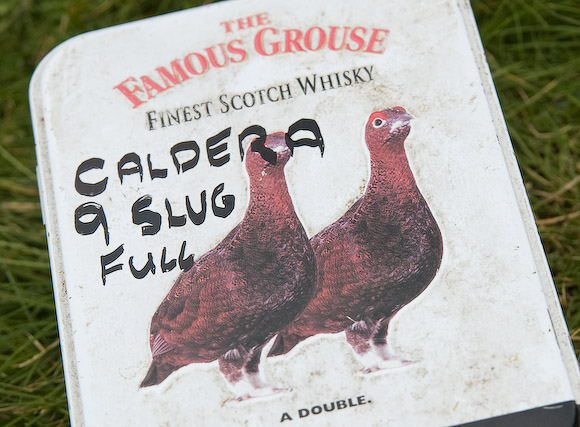 THE
FAMOUS GROUSE
FINEST SCOTCH WHISKY
CALDERA
9 SLUG
FULL
A DOUBLE.